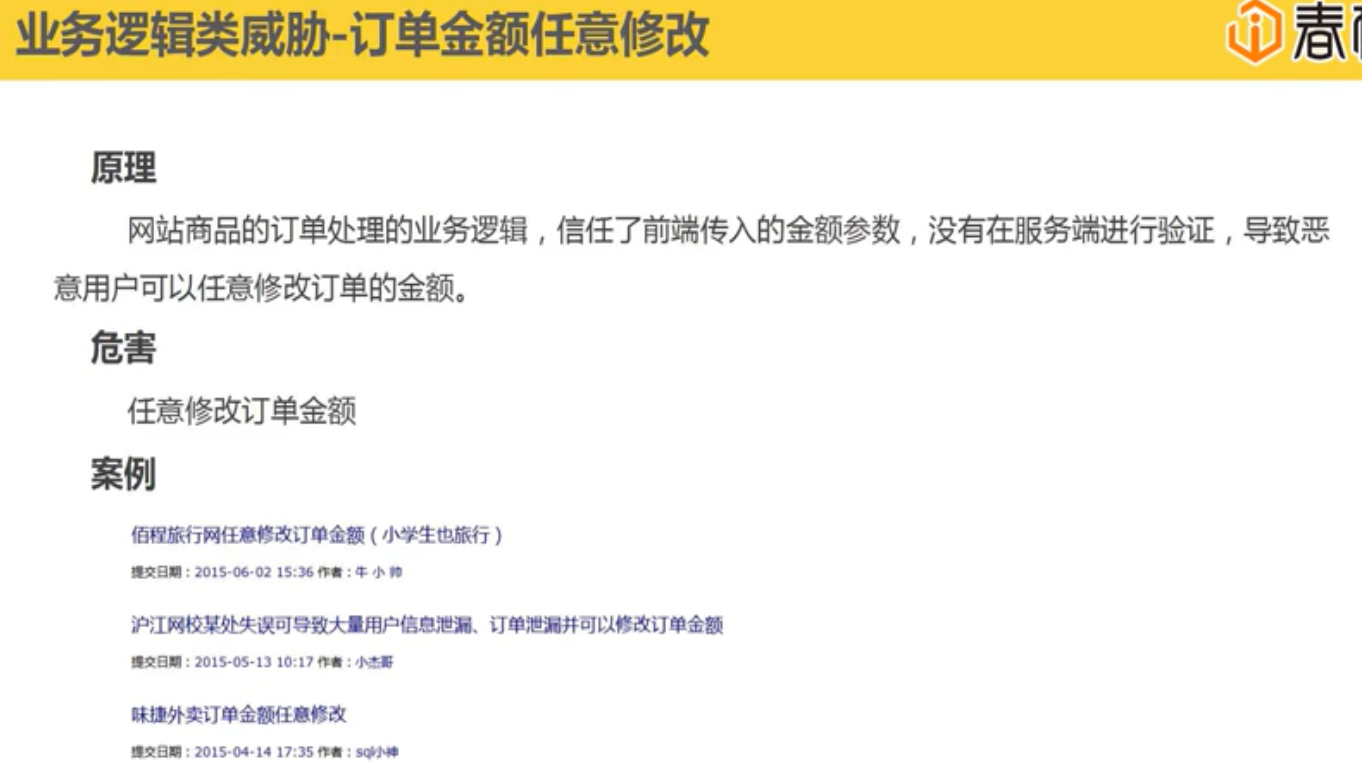 业务逻辑类威胁-订单金额任意修改
春
原理
网站商品的订单处理的业务逻辑，信任了前端传入的金额参数，没有在服务端进行验证，导致恶
意用户可以任意修改订单的金额。
危害
任意修改订单金额
案例
佰程旅行网任意修改订单金额（小学生也旅行）
提交日期：2015-06-02 15:36 作者：牛 小 帅
沪江网校某处失误可导致大量用户信息泄漏、订单泄漏并可以修改订单金额
提交日期：2015-05-13 10:17 作者：小杰哥
味捷外卖订单金额任意修改
提交日期：2015-04-14 17:35 作者：sql小神